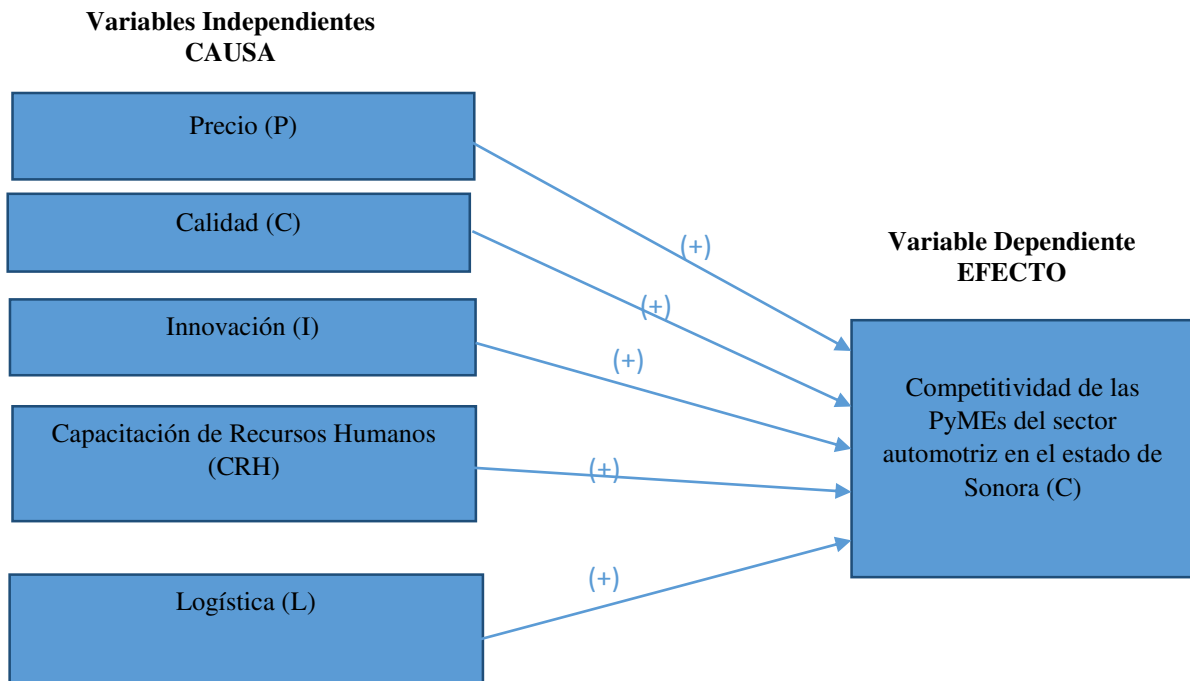 Variables Independientes
CAUSA
Precio (P)
Calidad (C)
Innovación (I)
Capacitación de Recursos Humanos
(CRH)
Logística (L)
(+)
(+)
(+)
(+)
(+)
Variable Dependiente
EFECTO
Competitividad de las
PyMEs del sector
automotriz en el estado de
Sonora (C)